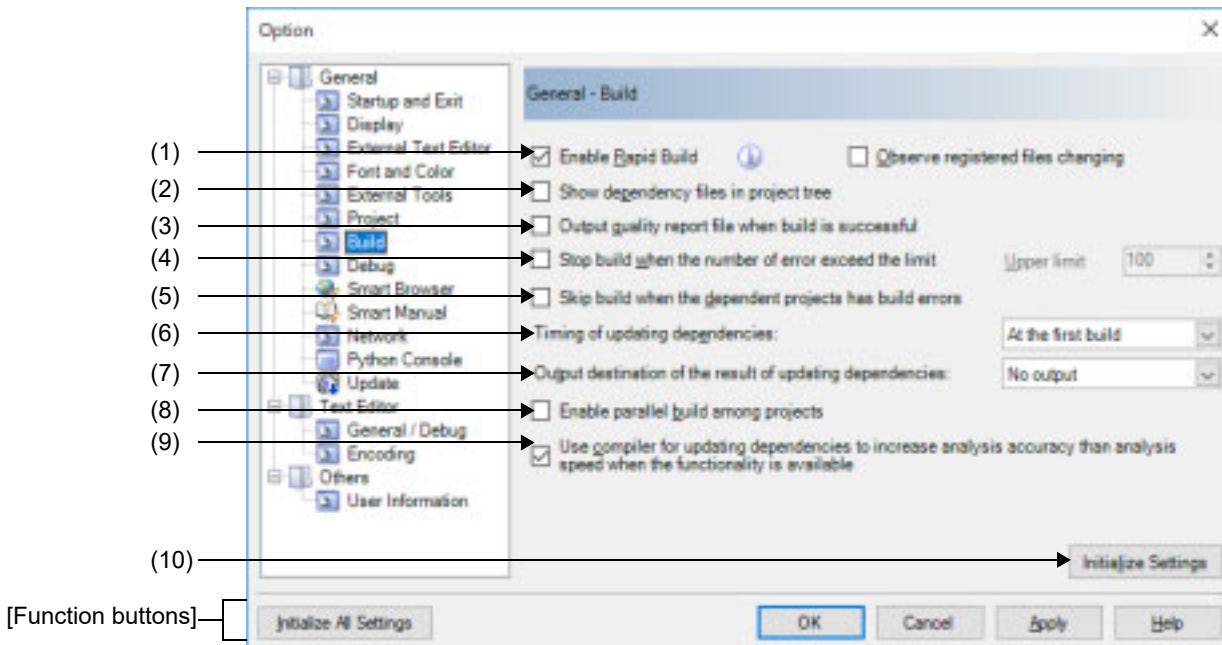 Option
General
Startup and Exit
Display
External Text Editor
Font and Color
External Tools
Project
Build
Debug
Smart Browser
Smart Manual
Network
Python Console
Update
Text Editor
General / Debug
Encoding
Others
User Information
General - Build
(1)
Enable Rapid Build
Observe registered files changing
(2)
Show dependency files in project tree
(3)
Output quality report file when build is successful
(4)
Stop build when the number of error exceed the limit
Upper limit:
100
(5)
Skip build when the dependent projects has build errors
(6)
Timing of updating dependencies:
At the first build
(7)
Output destination of the result of updating dependencies:
No output
(8)
Enable parallel build among projects
(9)
Use compiler for updating dependencies to increase analysis accuracy than analysis
speed when the functionality is available
(10)
Initialize Settings
[Function buttons]
Initialize All Settings
OK
Cancel
Apply
Help